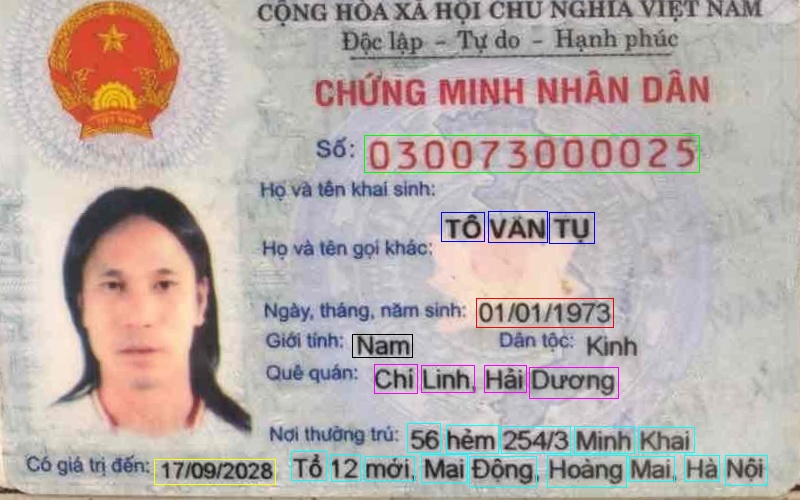 CỘNG HÒA XÃ HỘI CHỦ NGHĨA VIỆT NAM
Độc lập - Tự do - Hạnh phúc
CHỨNG MINH NHÂN DÂN
Số: 030073000025
Họ và tên khai sinh:
TÔ VĂN TỤ
Họ và tên gọi khác:
Ngày, tháng, năm sinh: 01/01/1973
Giới tính: Nam Dân tộc: Kinh
Quê quán: Chí Linh, Hải Dương
Nơi thường trú: 56 hẻm 254/3 Minh Khai
Có giá trị đến: 17/09/2028 Tổ 12 mới, Mai Động, Hoàng Mai, Hà Nội